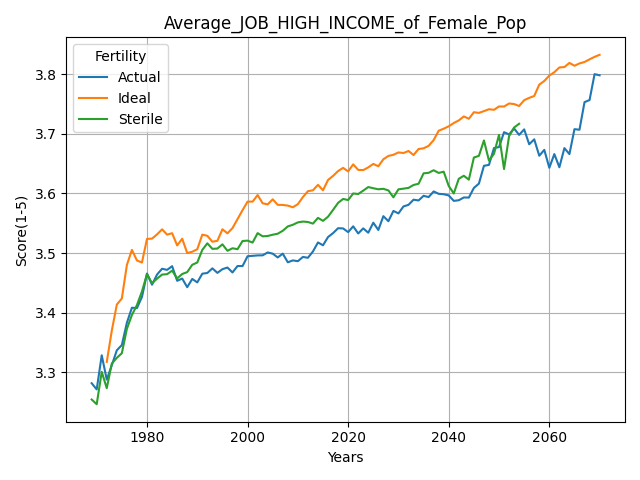 Average_JOB_HIGH_INCOME_of_Female_Pop
Fertility
Actual
Ideal
Sterile
3.8
3.7
3.6
3.5
3.4
3.3
Score(1-5)
1980
2000
2020
2040
2060
Years